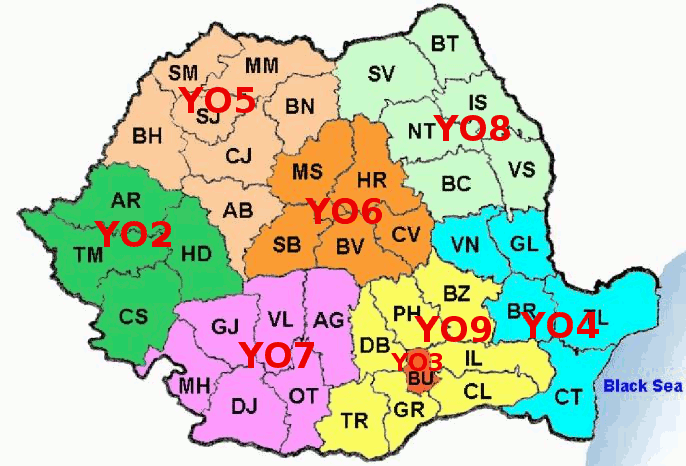 BT
MM
SM
SV
YO5
IS
BN
SJ
NT
YO8
BH
CJ
MS
HR
VS
BC
AR
AB
YO6
YO2
CV
SB
BV
VN
GL
TM
HD
BZ
CS
PH
BR
TL
VL
AG
GJ
YO9
YO4
DB
YO7
YO3
IL
BU
MH
CL
Black Sea
OT
CT
DJ
GR
TR